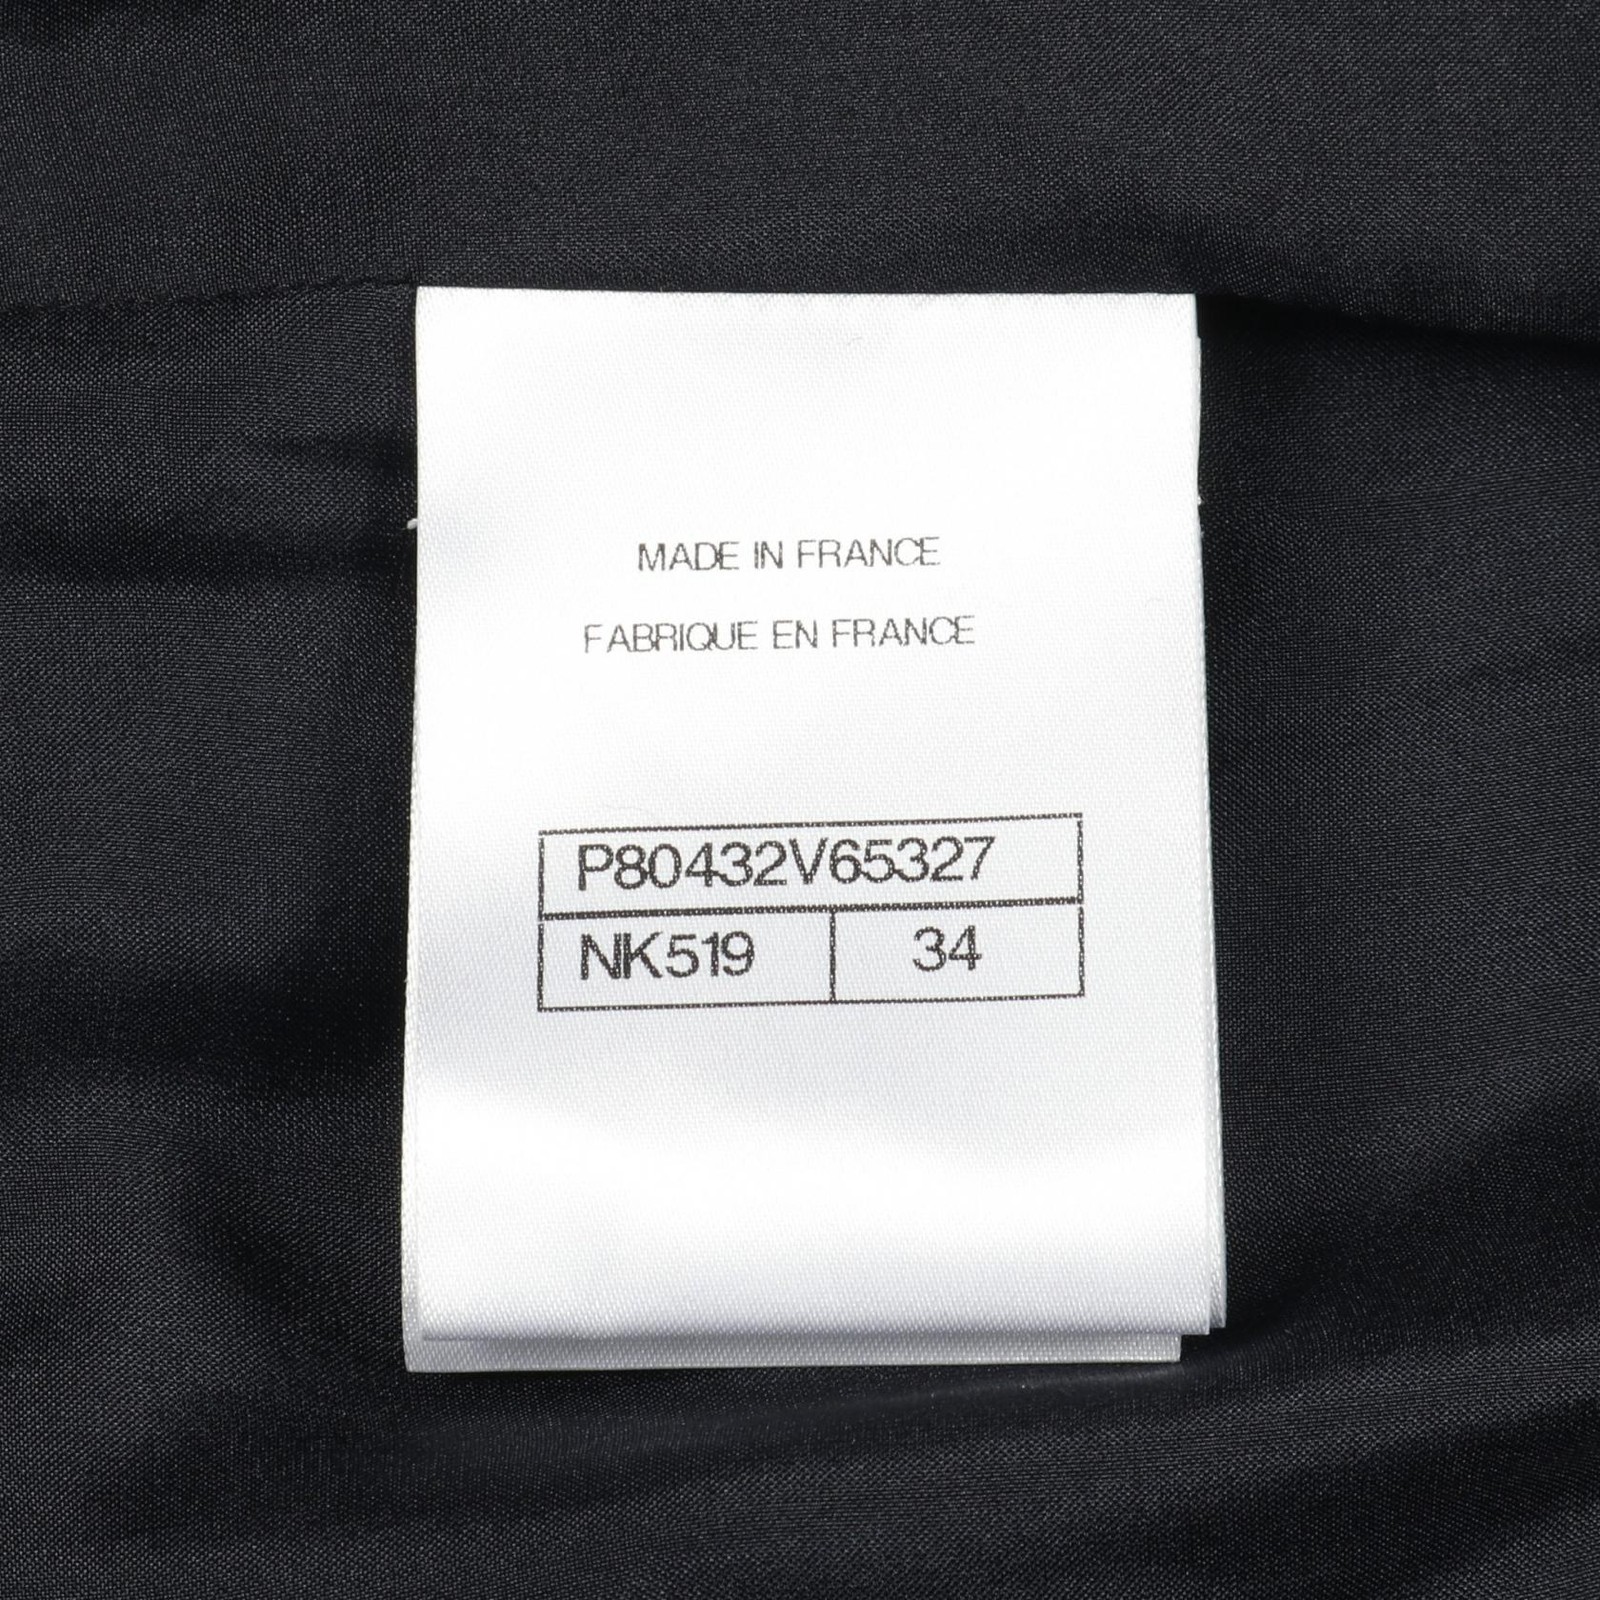 MADE IN FRANCE
FABRIQUE EN FRANCE
P80432V65327
NK519 34